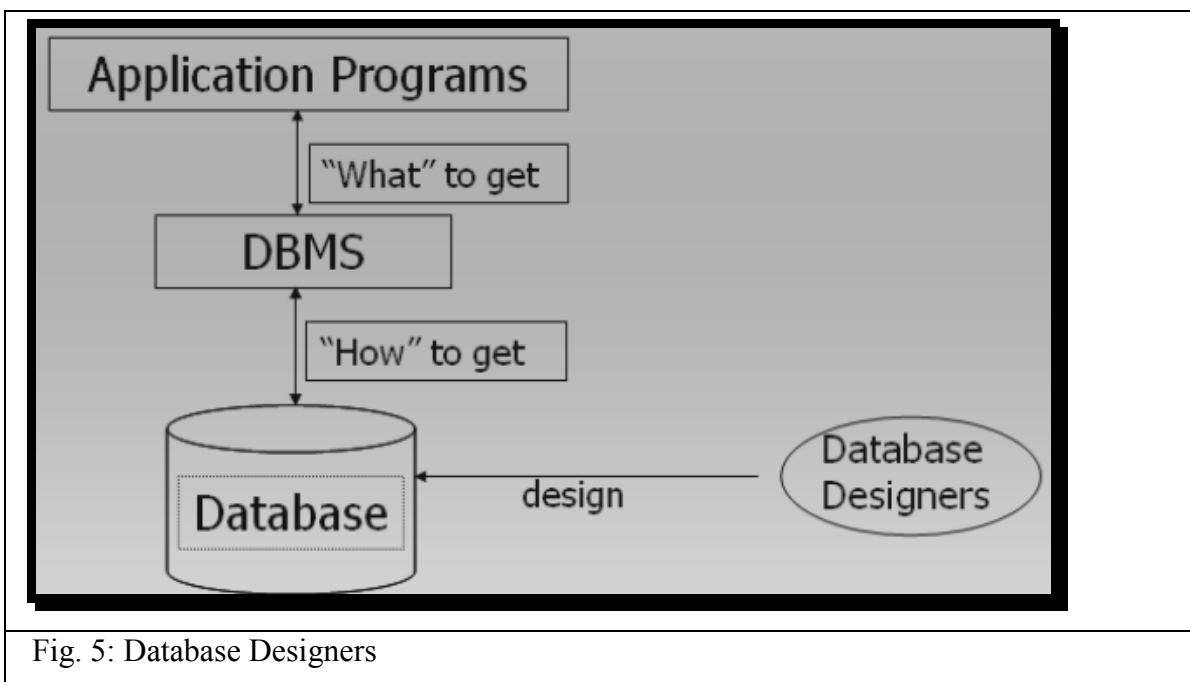 Application Programs
“What” to get
DBMS
“How” to get
Database
design
Database
Designers
Fig. 5: Database Designers